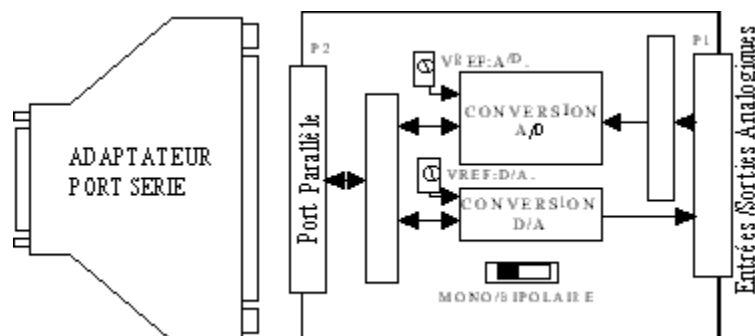 ADAPTATEUR
PORT SERIE
P2
Port Parallèle
VREF:A/D.
CONVERSION
A/D
VREF:D/A.
CONVERSION
D/A
MONO/BIPOLAIRE
P1
Entrées/Sorties Analogiques